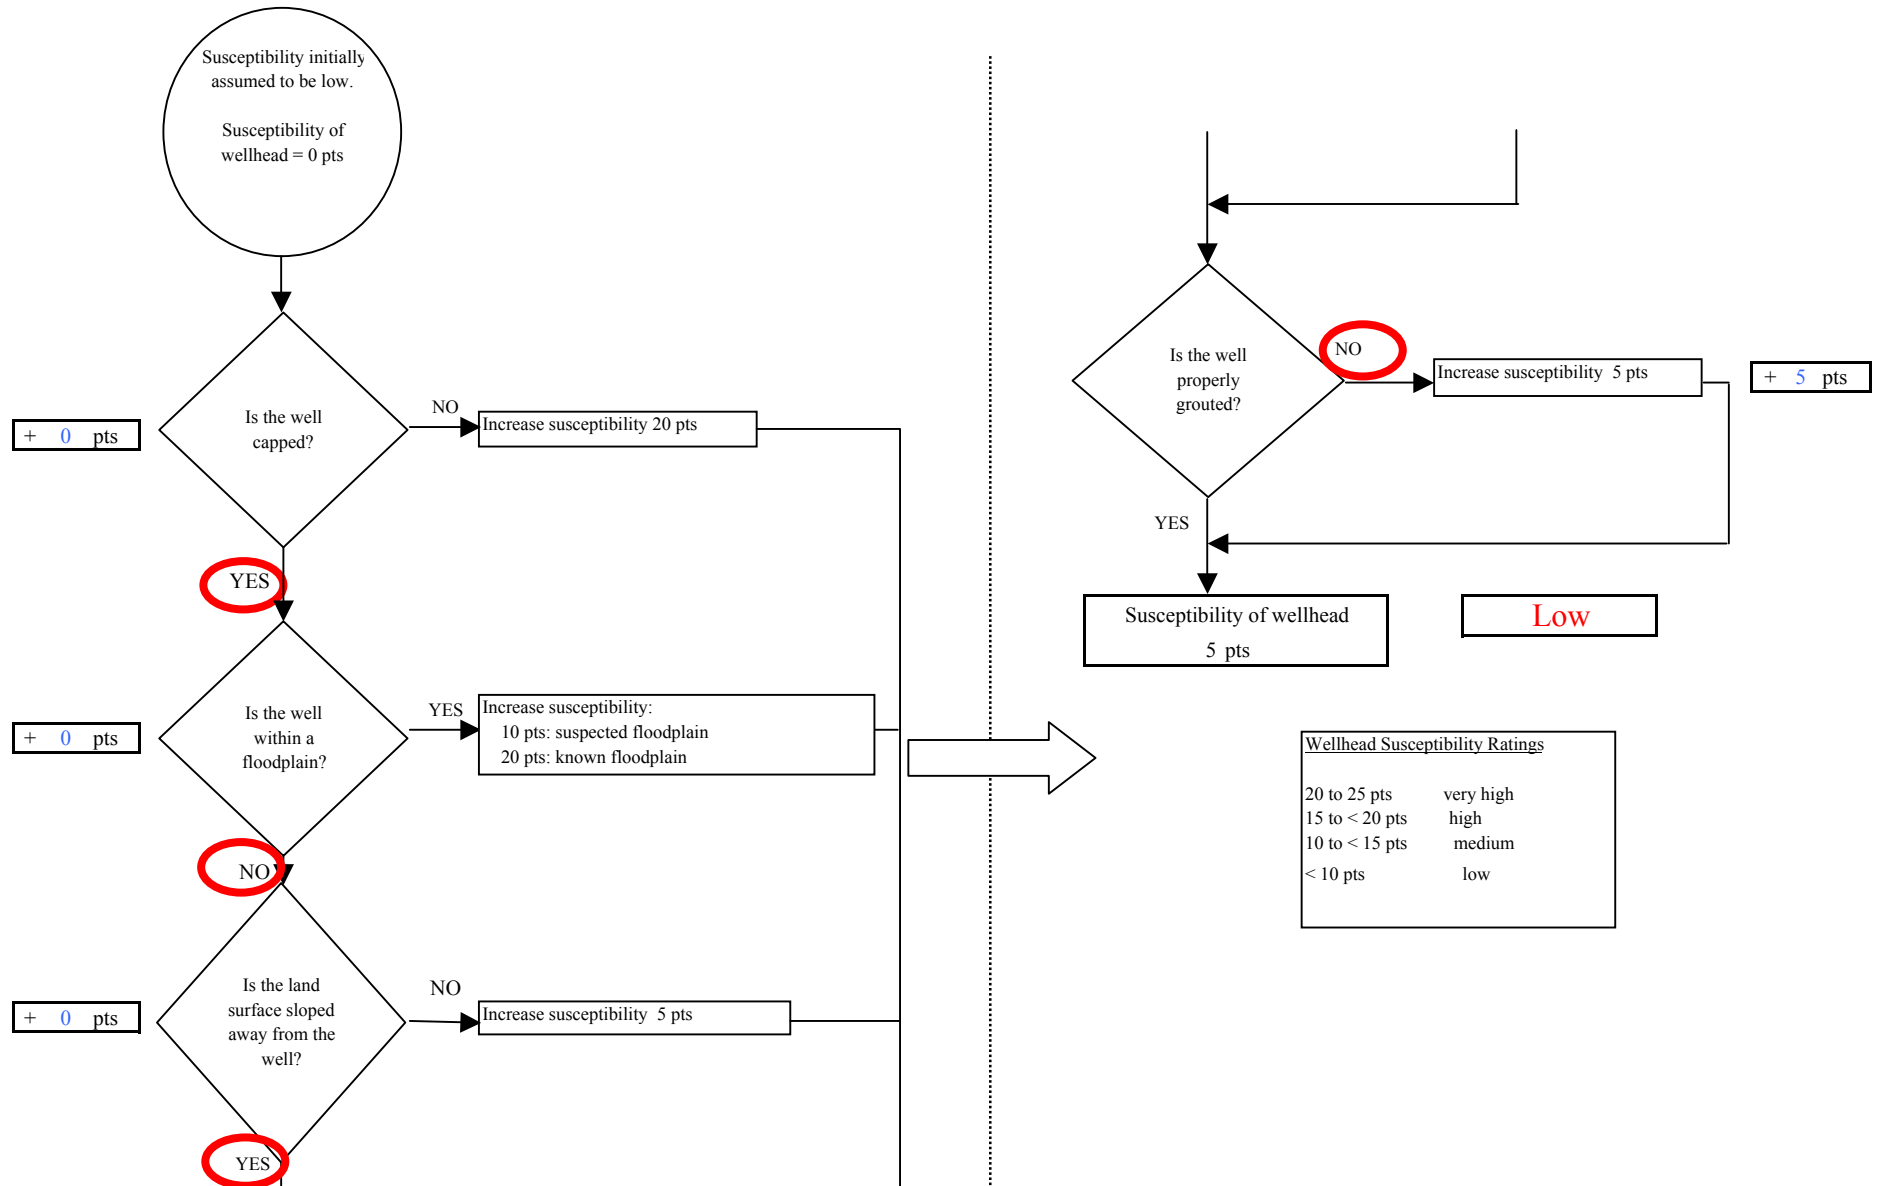 Susceptibility initially
assumed to be low.
Susceptibility of
wellhead = 0 pts
Is the well
capped?
NO
Increase susceptibility 20 pts
+ 0 pts
YES
Is the well
within a
floodplain?
YES
Increase susceptibility:
10 pts: suspected floodplain
20 pts: known floodplain
+ 0 pts
NO
Is the land
surface sloped
away from the
well?
NO
Increase susceptibility 5 pts
+ 0 pts
YES
Is the well
properly
grouted?
NO
Increase susceptibility 5 pts
+ 5 pts
YES
Susceptibility of wellhead
5 pts
Low
Wellhead Susceptibility Ratings
20 to 25 pts very high
15 to < 20 pts high
10 to < 15 pts medium
< 10 pts low